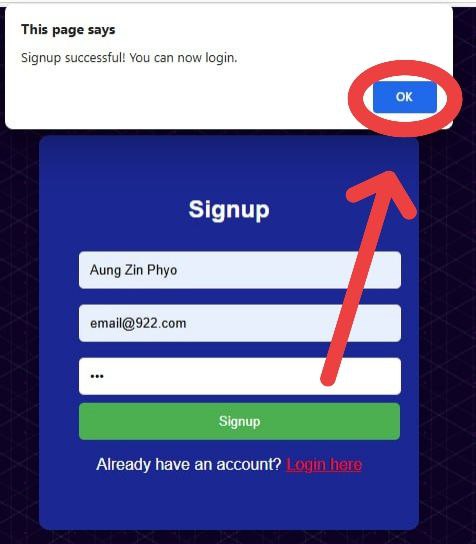 This page says
Signup successful! You can now login.
OK
Signup
Aung Zin Phyo
email@922.com
•••
Signup
Already have an account? Login here